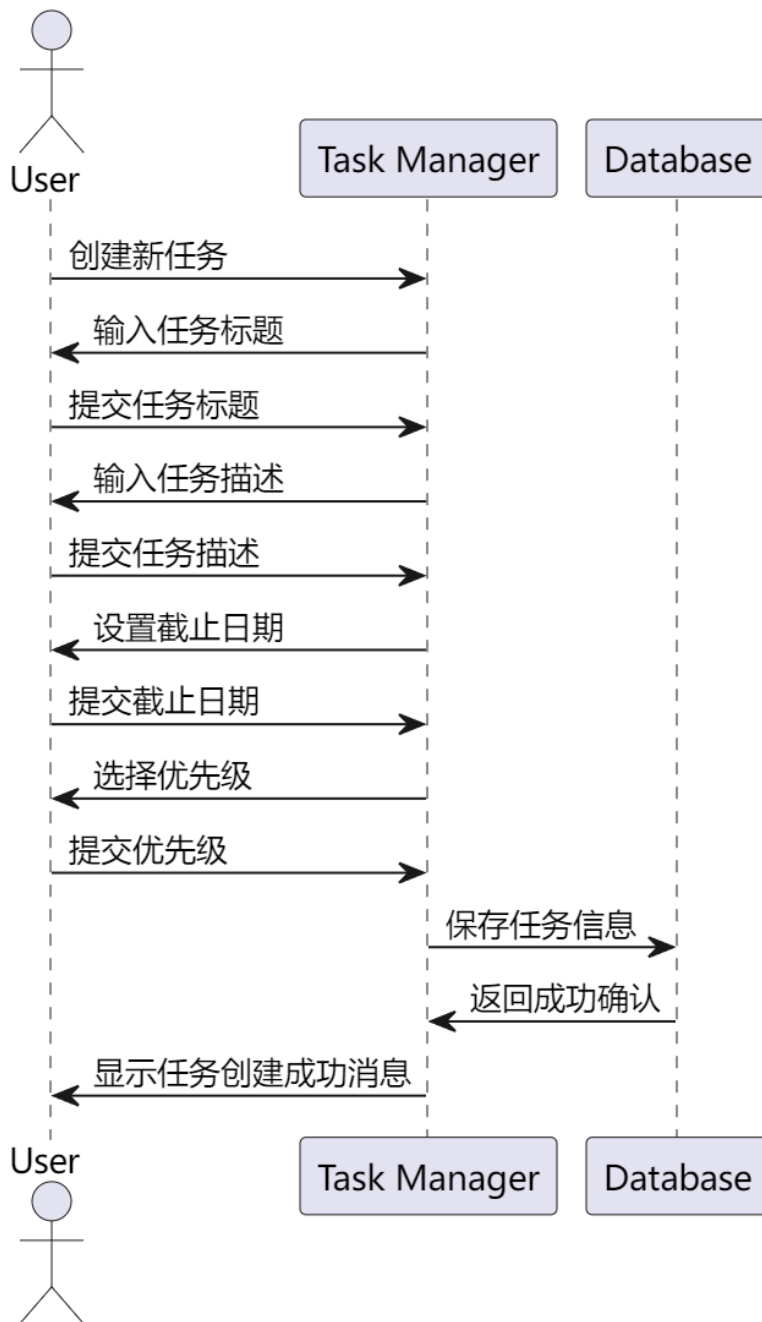 User
Task Manager
Database
创建新任务
输入任务标题
提交任务标题
输入任务描述
提交任务描述
设置截止日期
提交截止日期
选择优先级
提交优先级
保存任务信息
返回成功确认
显示任务创建成功消息
User
Task Manager
Database